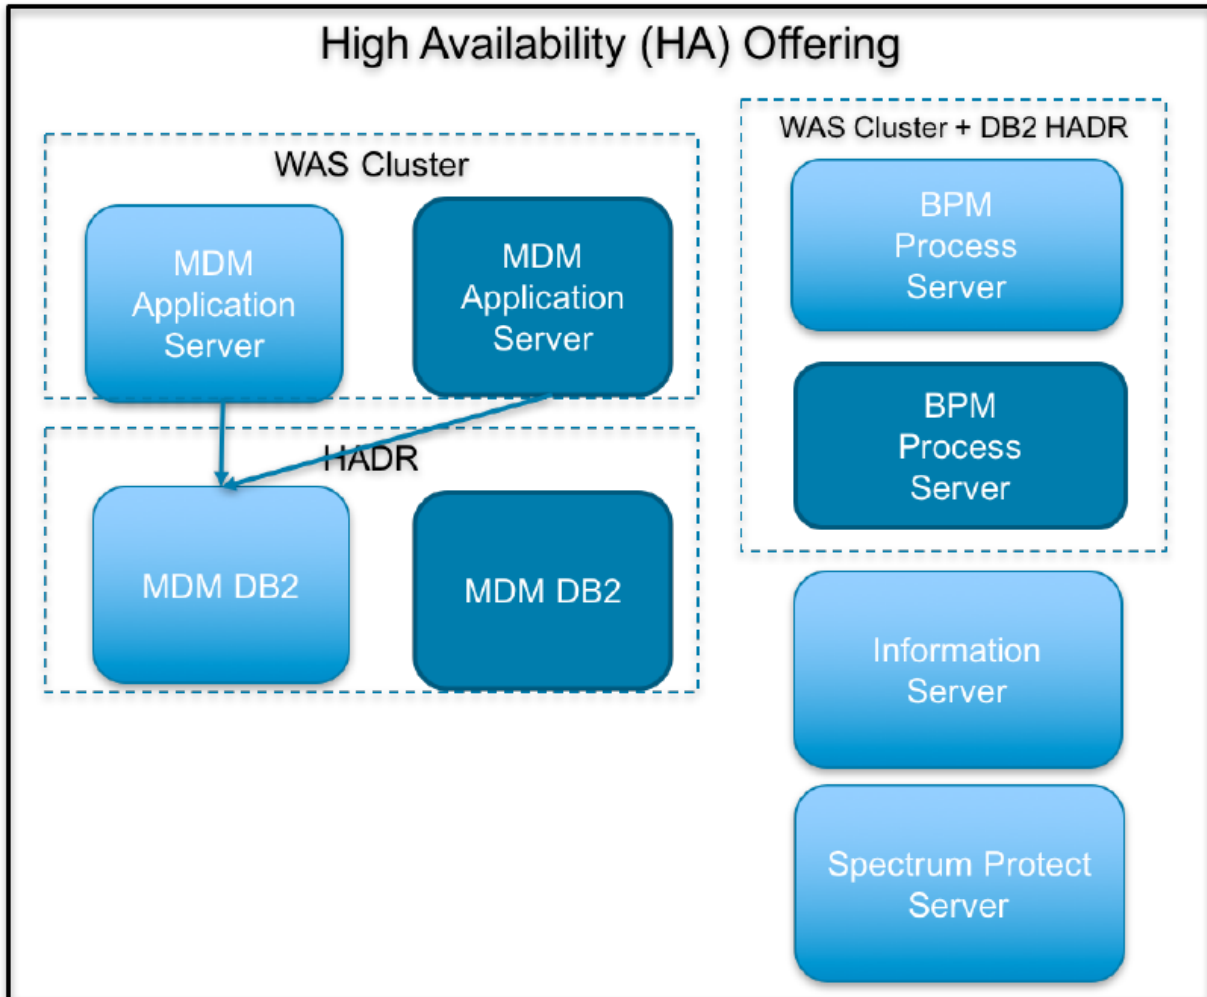 High Availability (HA) Offering
WAS Cluster
MDM
Application
Server
MDM
Application
Server
HADR
MDM DB2
MDM DB2
WAS Cluster + DB2 HADR
BPM
Process
Server
BPM
Process
Server
Information
Server
Spectrum Protect
Server